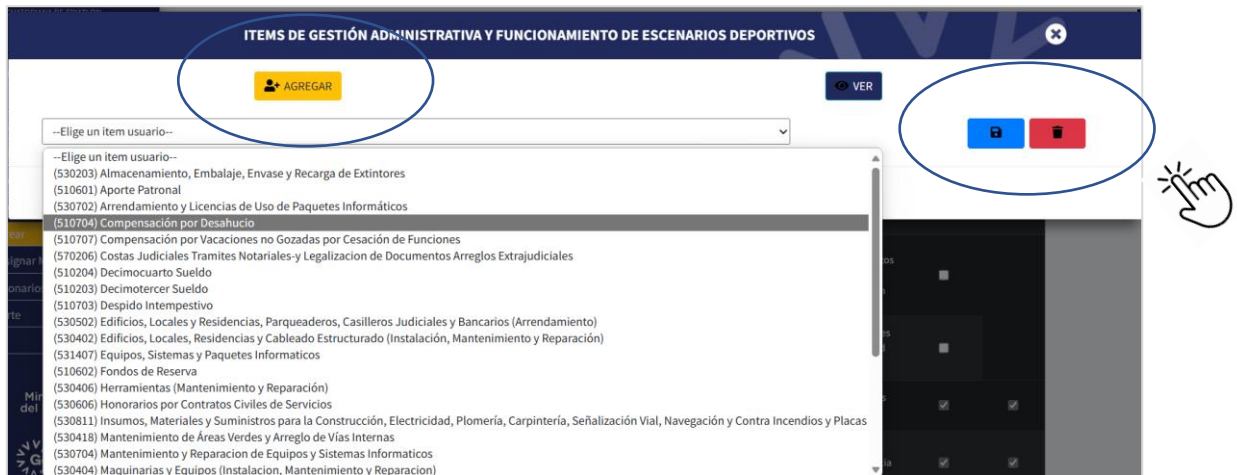 ITEMS DE GESTIÓN ADMINISTRATIVA Y FUNCIONAMIENTO DE ESCENARIOS DEPORTIVOS
AGREGAR
VER
--Elige un item usuario--
--Elige un item usuario--
(530203) Almacenamiento, Embalaje, Envase y Recarga de Extintores
(510601) Aporte Patronal
(530702) Arrendamiento y Licencias de Uso de Paquetes Informáticos
(510704) Compensación por Desahucio
(510707) Compensación por Vacaciones no Gozadas por Cesación de Funciones
(570206) Costas Judiciales Tramites Notariales-y Legalizacion de Documentos Arreglos Extrajudiciales
(510204) Decimocuarto Sueldo
(510203) Decimotercer Sueldo
(510703) Despido Intempestivo
(530502) Edificios, Locales y Residencias, Parqueaderos, Casilleros Judiciales y Bancarios (Arrendamiento)
(530402) Edificios, Locales, Residencias y Cableado Estructurado (Instalación, Mantenimiento y Reparación)
(531407) Equipos, Sistemas y Paquetes Informaticos
(510602) Fondos de Reserva
(530406) Herramientas (Mantenimiento y Reparación)
(530606) Honorarios por Contratos Civiles de Servicios
(530811) Insumos, Materiales y Suministros para la Construcción, Electricidad, Plomería, Carpintería, Señalización Vial, Navegación y Contra Incendios y Placas
(530418) Mantenimiento de Áreas Verdes y Arreglo de Vías Internas
(530704) Mantenimiento y Reparacion de Equipos y Sistemas Informaticos
(530404) Maquinarias y Equipos (Instalacion, Mantenimiento y Reparacion)